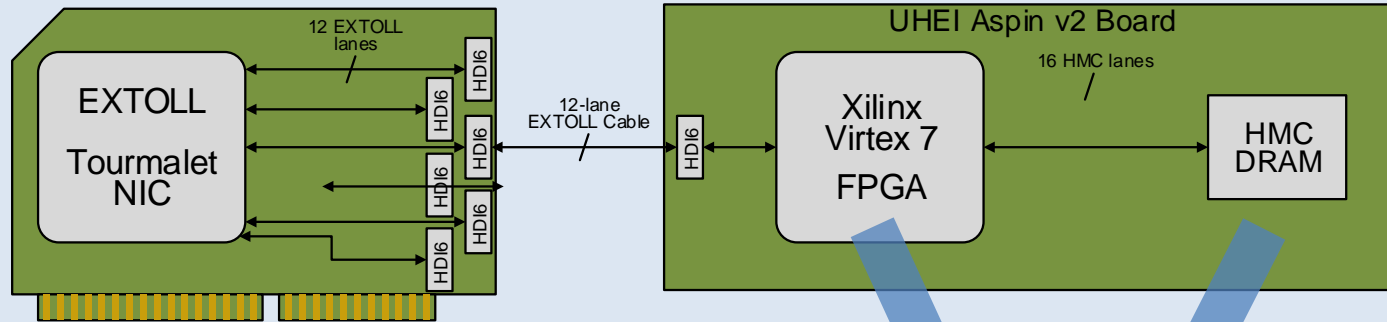 12 EXTOLL
lanes
EXTOLL
Tourmalet
NIC
HDI6
HDI6
HDI6
HDI6
HDI6
HDI6
12-lane
EXTOLL Cable
UHEI Aspin v2 Board
HDI6
Xilinx
Virtex 7
FPGA
16 HMC lanes
HMC
DRAM